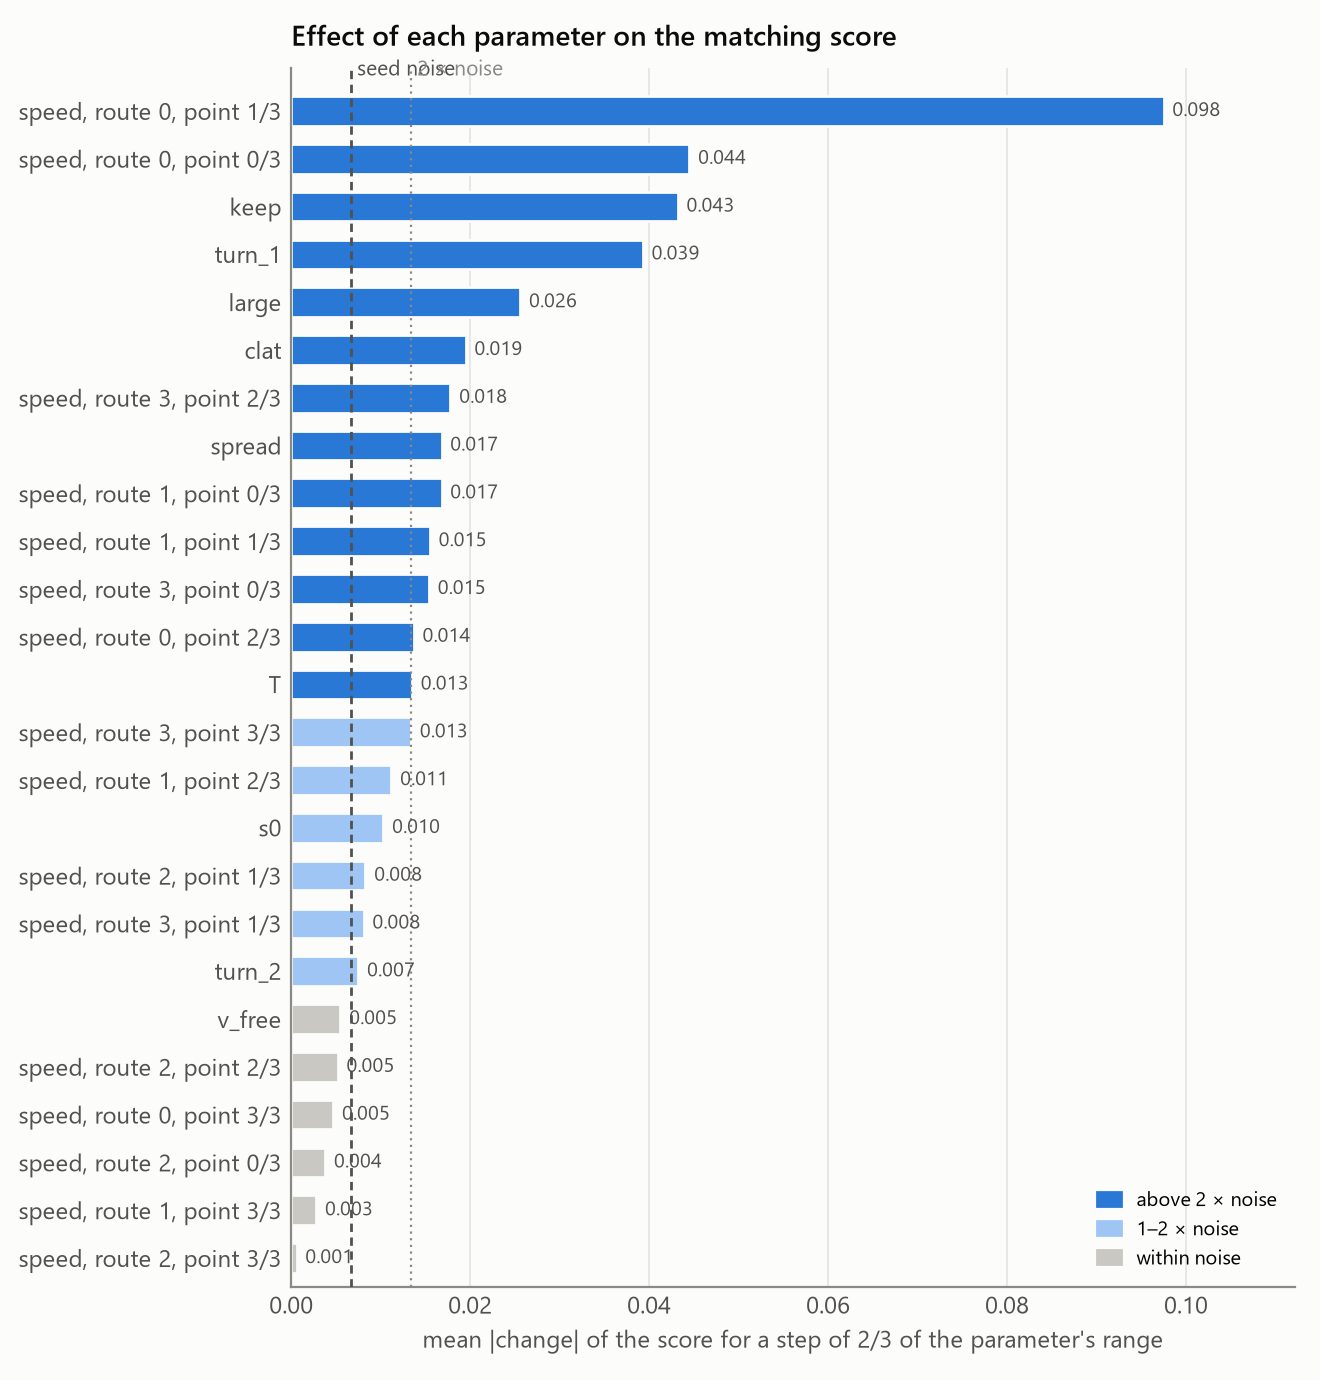 Effect of each parameter on the matching score
seed noise 2 × noise
speed, route 0, point 1/3 0.098
speed, route 0, point 0/3 0.044
keep 0.043
turn_1 0.039
large 0.026
clat 0.019
speed, route 3, point 2/3 0.018
spread 0.017
speed, route 1, point 0/3 0.017
speed, route 1, point 1/3 0.015
speed, route 3, point 0/3 0.015
speed, route 0, point 2/3 0.014
T 0.013
speed, route 3, point 3/3 0.013
speed, route 1, point 2/3 0.011
s0 0.010
speed, route 2, point 1/3 0.008
speed, route 3, point 1/3 0.008
turn_2 0.007
v_free 0.005
speed, route 2, point 2/3 0.005
speed, route 0, point 3/3 0.005
speed, route 2, point 0/3 0.004
speed, route 1, point 3/3 0.003
speed, route 2, point 3/3 0.001
above 2 × noise
1–2 × noise
within noise
0.00 0.02 0.04 0.06 0.08 0.10
mean |change| of the score for a step of 2/3 of the parameter's range